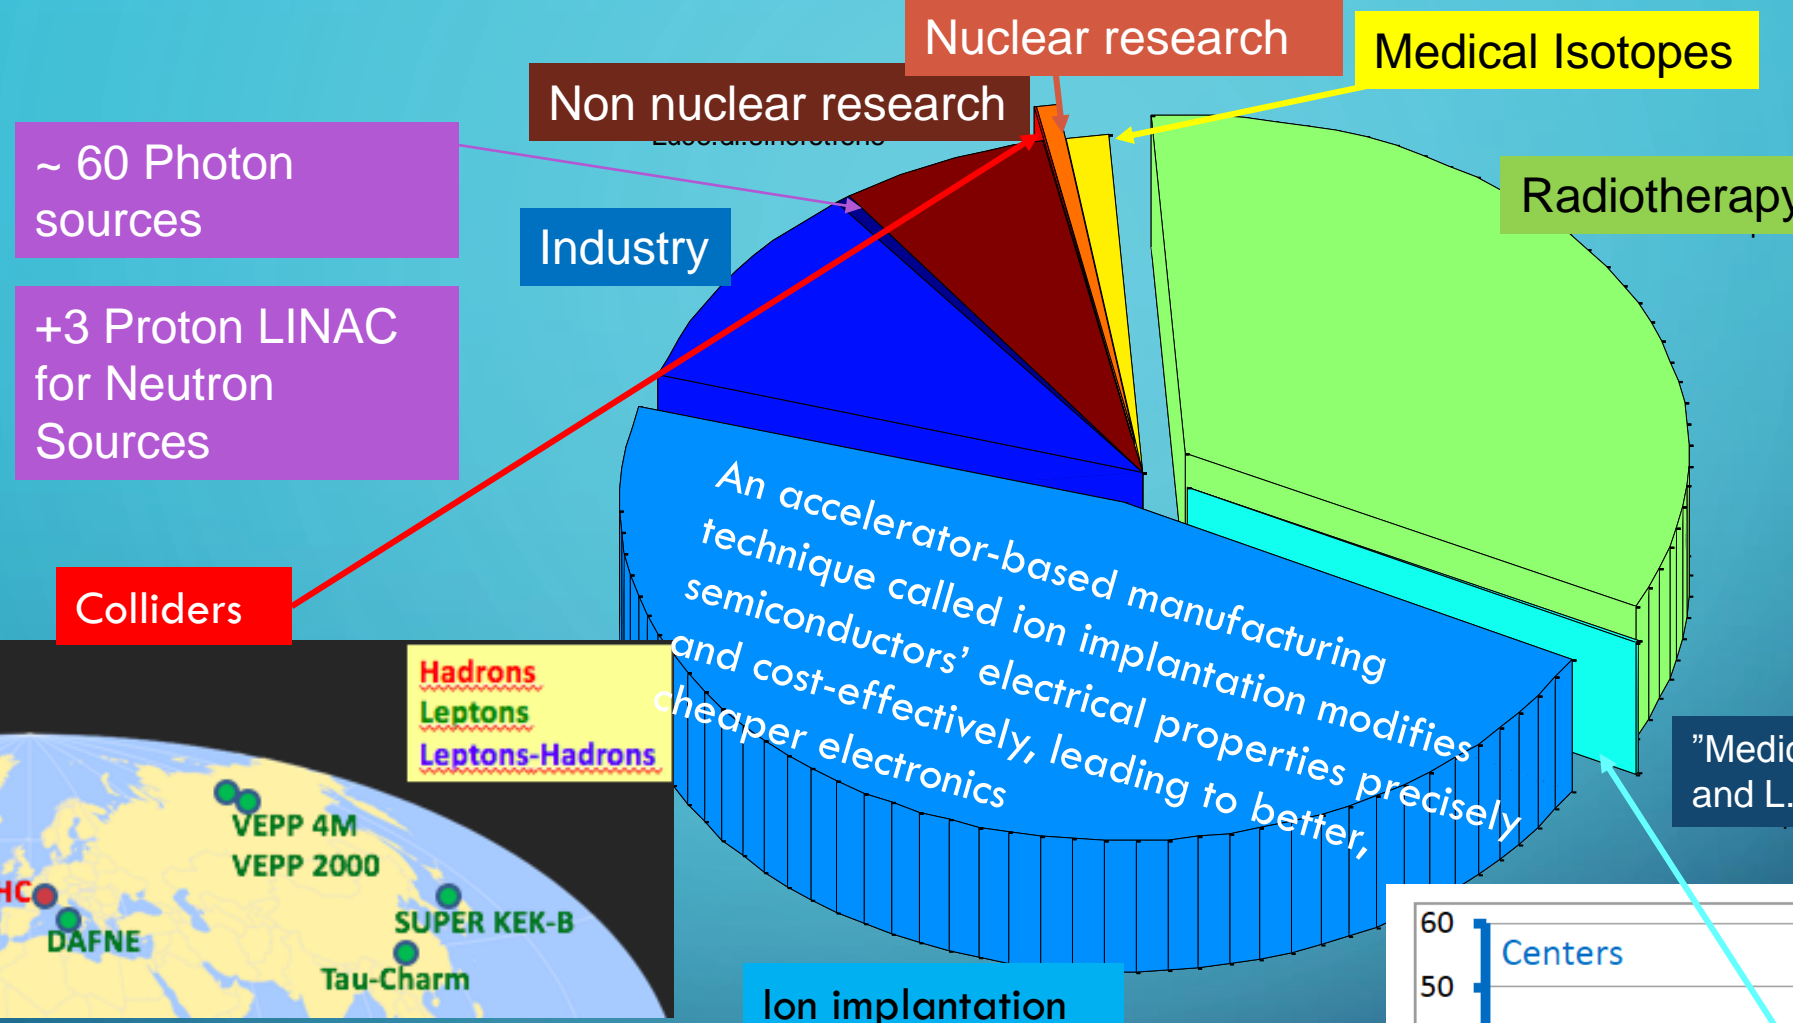 Nuclear research
Medical Isotopes
Non nuclear research
~ 60 Photon
sources
Radiotherapy
Industry
+3 Proton LINAC
for Neutron
Sources
An accelerator-based manufacturing
technique called ion implantation modifies
semiconductors’ electrical properties precisely
and cost-effectively, leading to better,
cheaper electronics
Colliders
Hadrons
Leptons
Leptons-Hadrons
VEPP 4M
VEPP 2000
HC
DAFNE
SUPER KEK-B
Tau-Charm
”Medic
and L.
Ion implantation
60
Centers
50